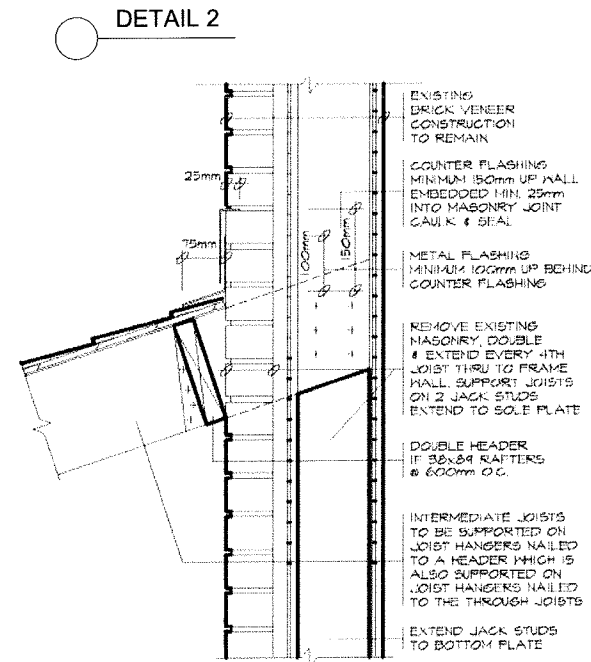 DETAIL 2
EXISTING
BRICK VENEER
CONSTRUCTION
TO REMAIN
25mm
COUNTER FLASHING
MINIMUM 150mm UP WALL
EMBEDDED MIN. 25mm
INTO MASONRY JOINT
CAULK & SEAL
75mm
100mm
150mm
METAL FLASHING
MINIMUM 100mm UP BEHIND
COUNTER FLASHING
REMOVE EXISTING
MASONRY, DOUBLE
& EXTEND EVERY 4TH
JOIST THRU TO FRAME
WALL. SUPPORT JOISTS
ON 2 JACK STUDS
EXTEND TO SOLE PLATE
DOUBLE HEADER
IF 38x89 RAFTERS
@ 600mm O.C.
INTERMEDIATE JOISTS
TO BE SUPPORTED ON
JOIST HANGERS NAILED
TO A HEADER WHICH IS
ALSO SUPPORTED ON
JOIST HANGERS NAILED
TO THE THROUGH JOISTS
EXTEND JACK STUDS
TO BOTTOM PLATE